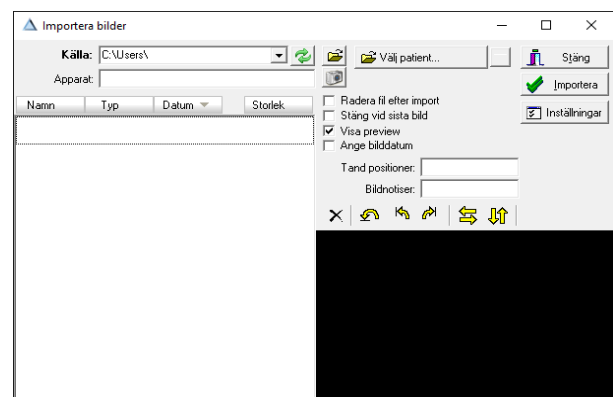 Importera bilder
Källa: C:\Users\
Välj patient...
Stäng
Apparat:
Importera
Namn Typ Datum Storlek
Radera fil efter import
Inställningar
Stäng vid sista bild
Visa preview
Ange bilddatum
Tand positioner:
Bildnotiser: